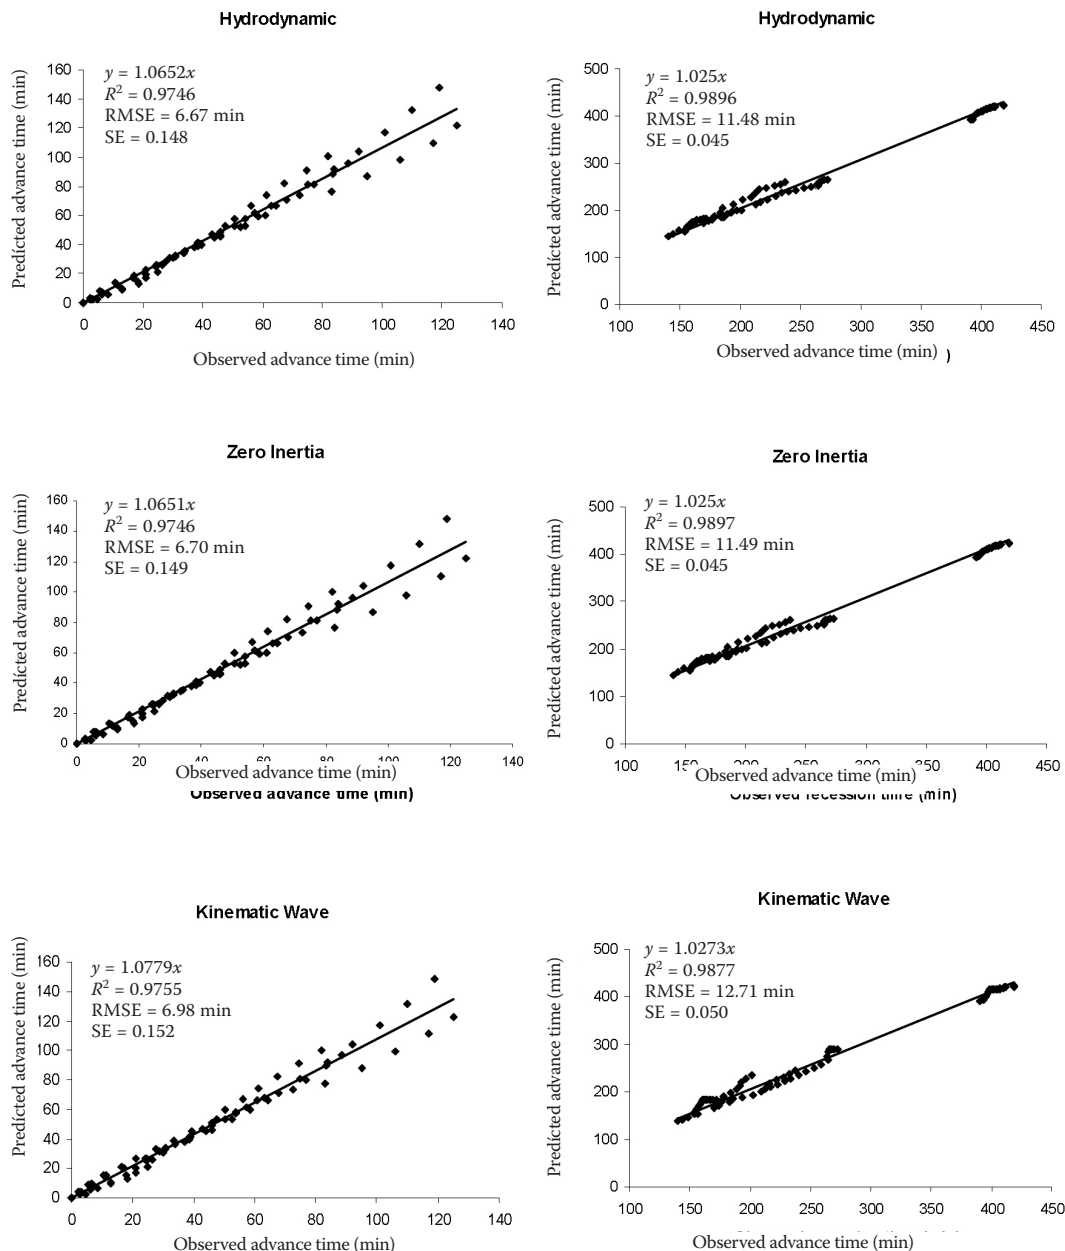 Hydrodynamic
y = 1.0652x
R² = 0.9746
RMSE = 6.67 min
SE = 0.148
Predicted advance time (min)
160
140
120
100
80
60
40
20
0
0 20 40 60 80 100 120 140
Observed advance time (min)
Hydrodynamic
y = 1.025x
R² = 0.9896
RMSE = 11.48 min
SE = 0.045
Predicted advance time (min)
500
400
300
200
100
0
100 150 200 250 300 350 400 450
Observed advance time (min) )
Zero Inertia
y = 1.0651x
R² = 0.9746
RMSE = 6.70 min
SE = 0.149
Predicted advance time (min)
160
140
120
100
80
60
40
20
0
0 20 40 60 80 100 120 140
Observed advance time (min)
Observed advance time (min)
Zero Inertia
y = 1.025x
R² = 0.9897
RMSE = 11.49 min
SE = 0.045
Predicted advance time (min)
500
400
300
200
100
0
100 150 200 250 300 350 400 450
Observed advance time (min)
Observed recession time (min)
Kinematic Wave
y = 1.0779x
R² = 0.9755
RMSE = 6.98 min
SE = 0.152
Predicted advance time (min)
160
140
120
100
80
60
40
20
0
0 20 40 60 80 100 120 140
Observed advance time (min)
Kinematic Wave
y = 1.0273x
R² = 0.9877
RMSE = 12.71 min
SE = 0.050
Predicted advance time (min)
500
400
300
200
100
0
100 150 200 250 300 350 400 450
Observed advance time (min)